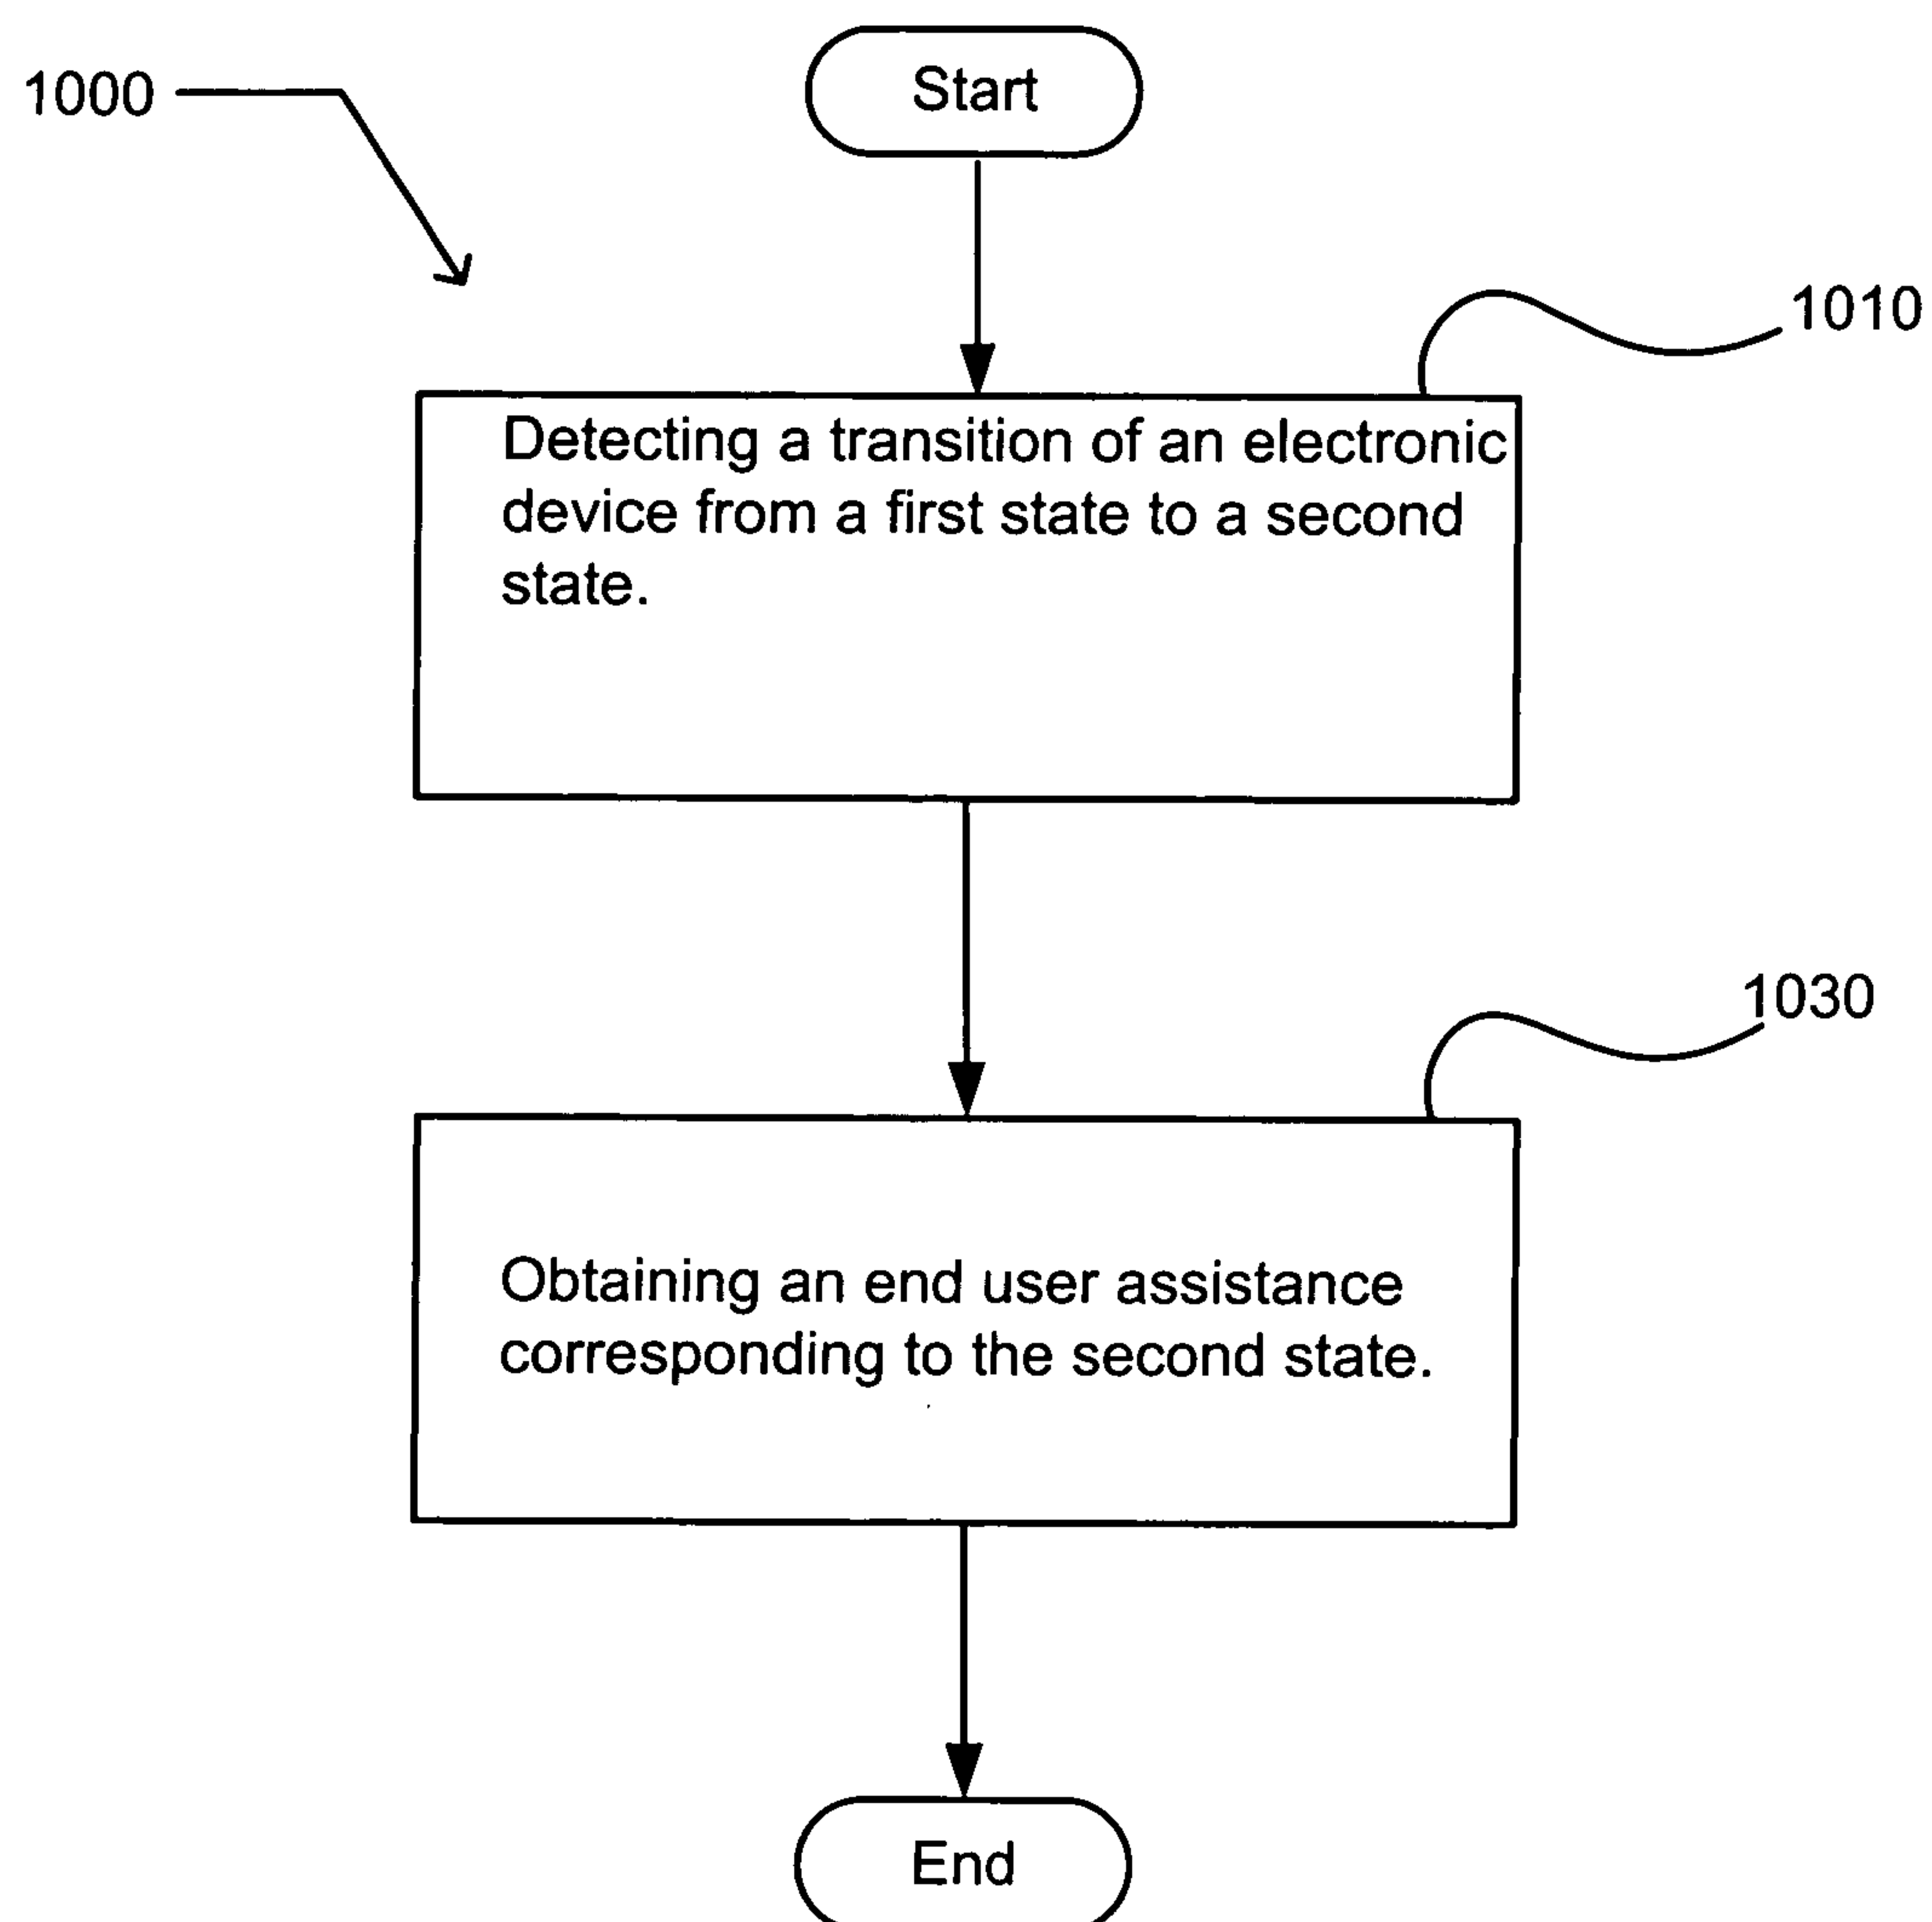 Start
1000
1010
Detecting a transition of an electronic
device from a first state to a second
state.
1030
Obtaining an end user assistance
corresponding to the second state.
End